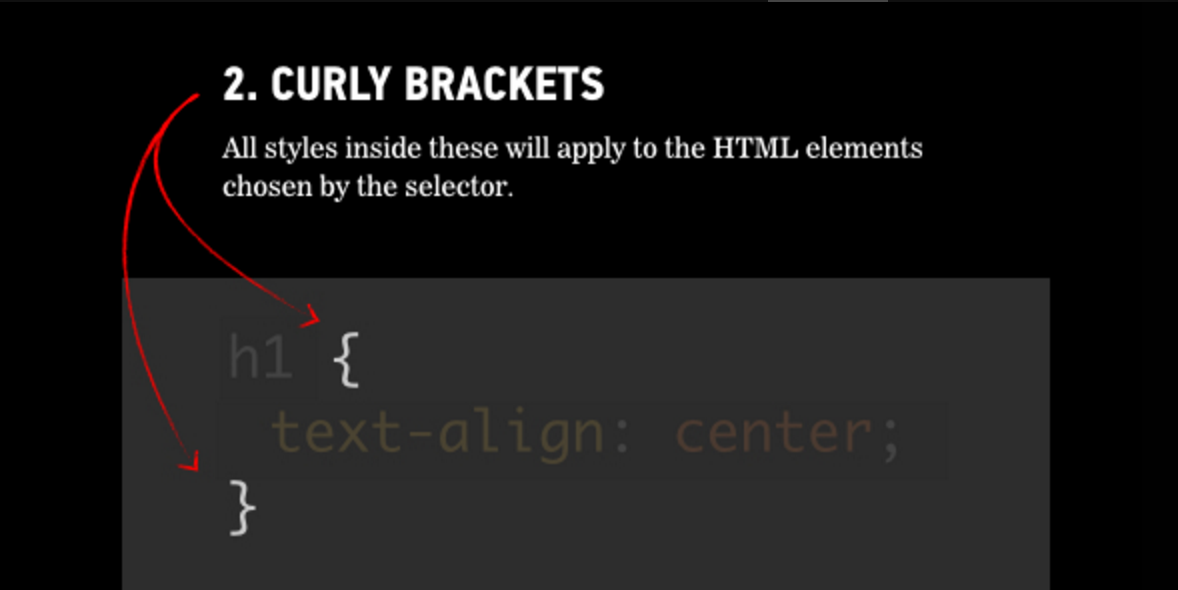 2. CURLY BRACKETS
All styles inside these will apply to the HTML elements
chosen by the selector.
h1 {
text-align: center;
}